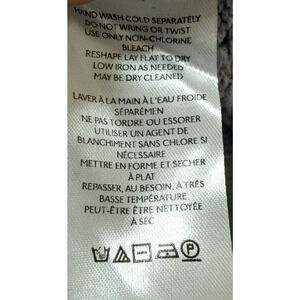 HAND WASH COLD SEPARATELY
DO NOT WRING OR TWIST
USE ONLY NON-CHLORINE
BLEACH
RESHAPE LAY FLAT TO DRY
LOW IRON AS NEEDED
MAY BE DRY CLEANED
LAVER À LA MAIN À L'EAU FROIDE
SÉPARÉMEN
NE PAS TORDRE OU ESSORER
UTILISER UN AGENT DE
BLANCHIMENT SANS CHLORE SI
NÉCESSAIRE
METTRE EN FORME ET SECHER
À PLAT
REPASSER, AU BESOIN, À TRÉS
BASSE TEMPÉRATURE
PEUT-ÊTRE ÊTRE NETTOYÉE
À SEC
P